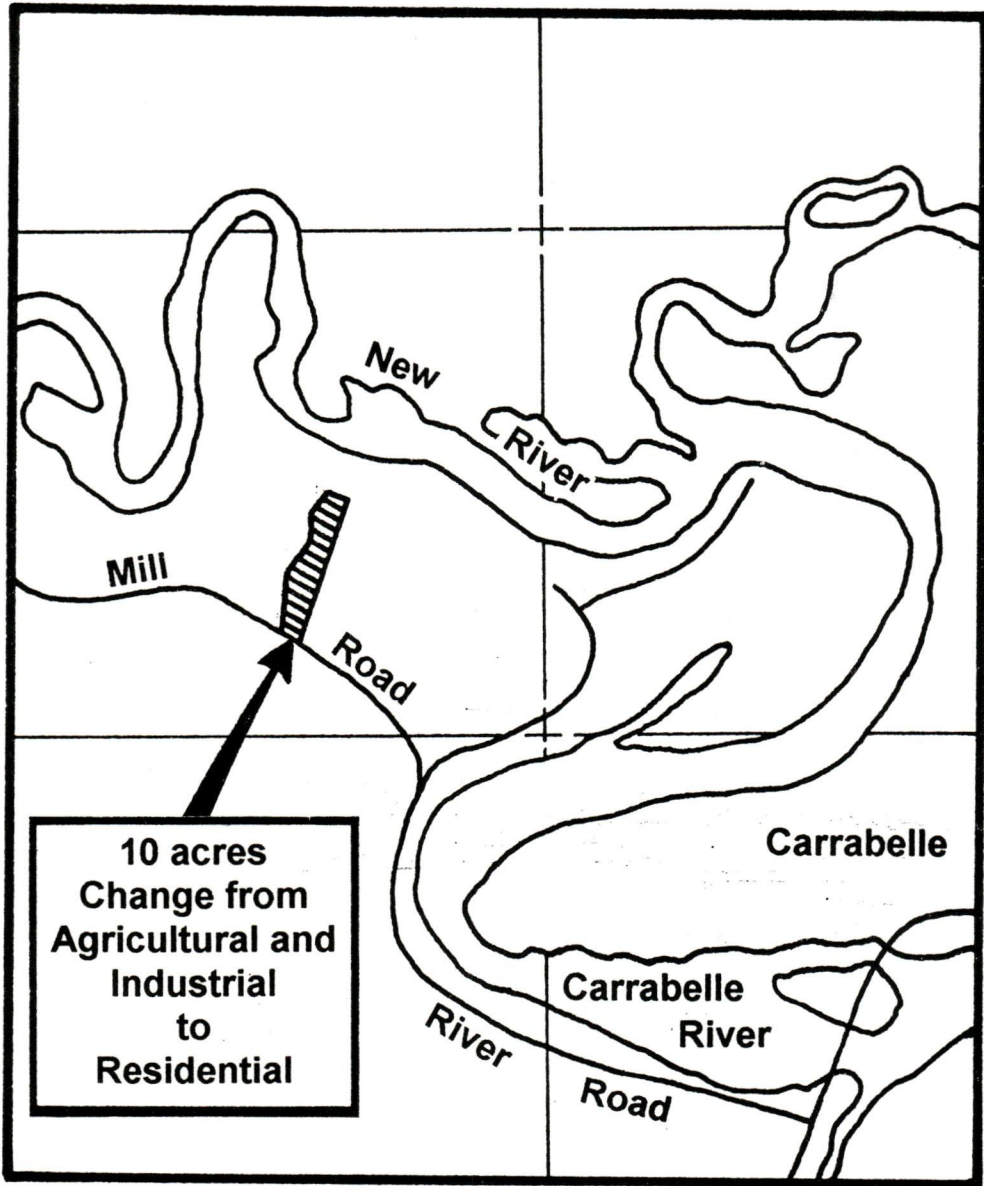 New
River
Mill
Road
10 acres
Change from
Agricultural and
Industrial
to
Residential
Carrabelle
Carrabelle
River
River
Road